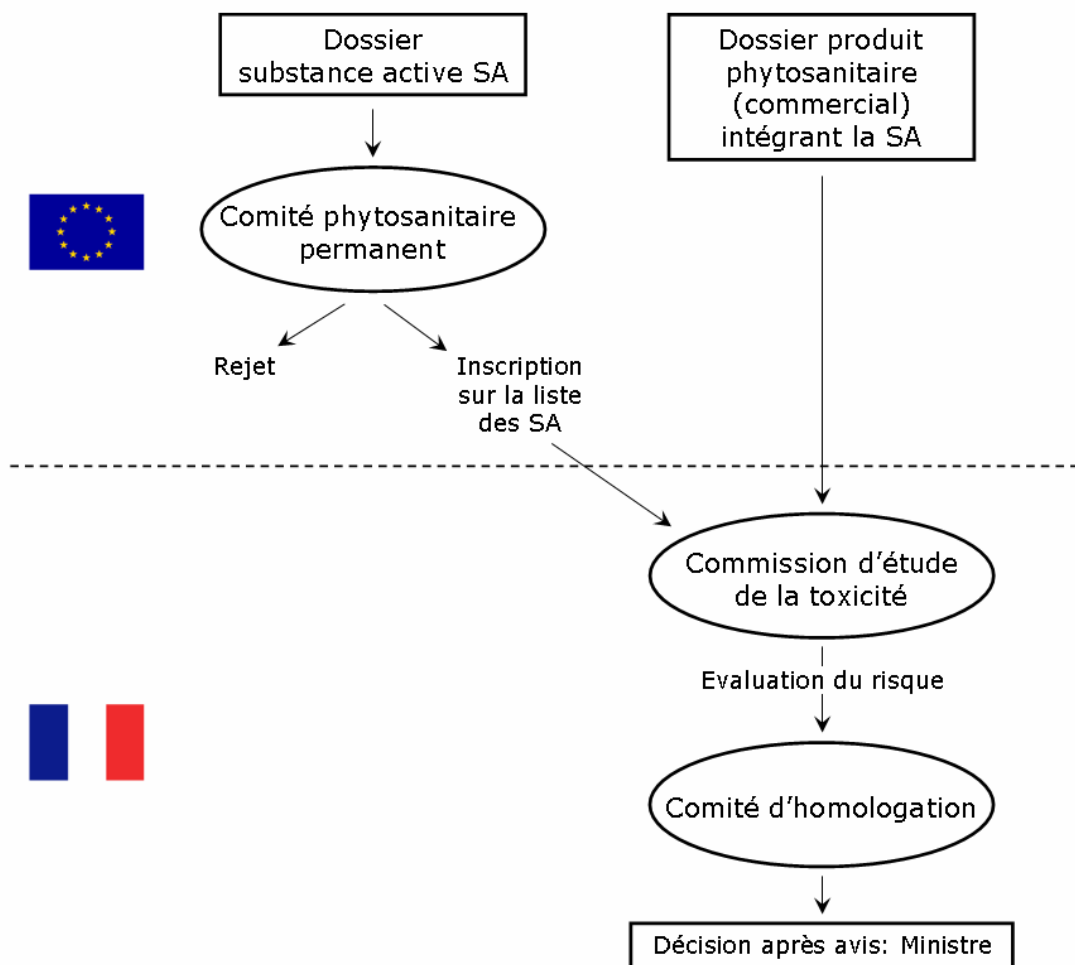 Dossier
substance active SA
Dossier produit
phytosanitaire
(commercial)
intégrant la SA
Comité phytosanitaire
permanent
Rejet
Inscription
sur la liste
des SA
Commission d'étude
de la toxicité
Evaluation du risque
Comité d'homologation
Décision après avis: Ministre